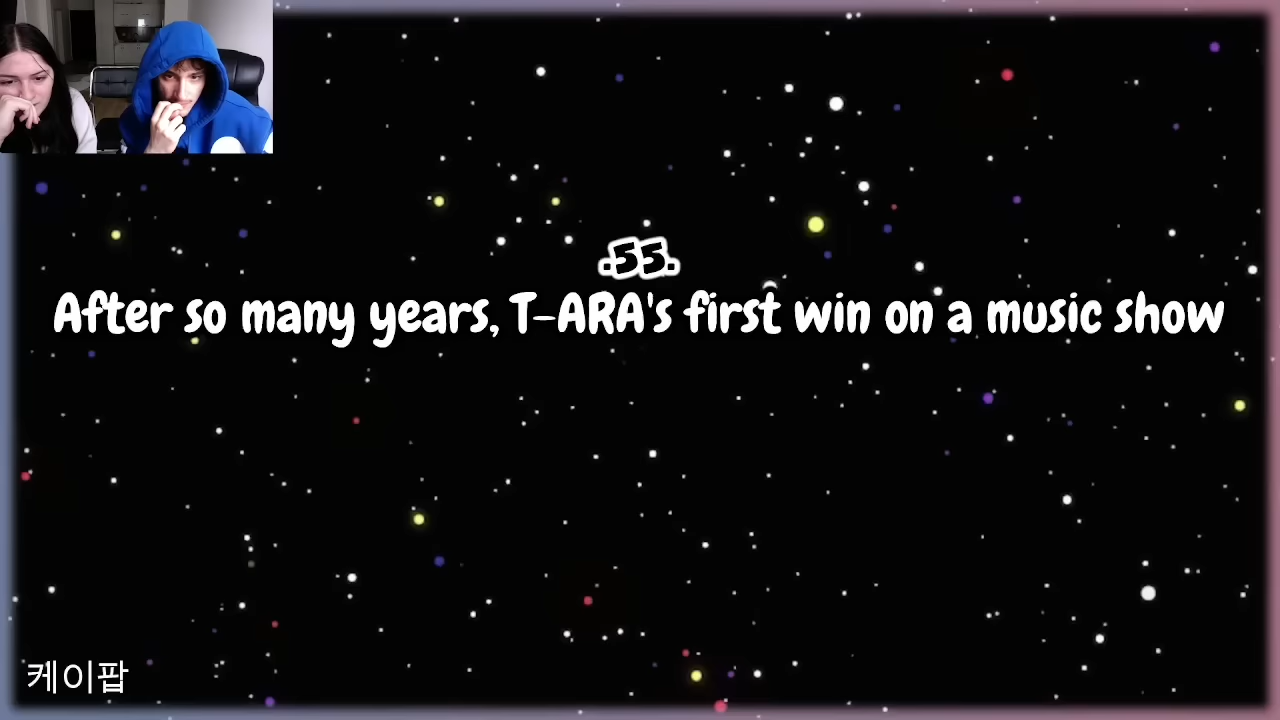 .55.
After so many years, T-ARA's first win on a music show
케이팝